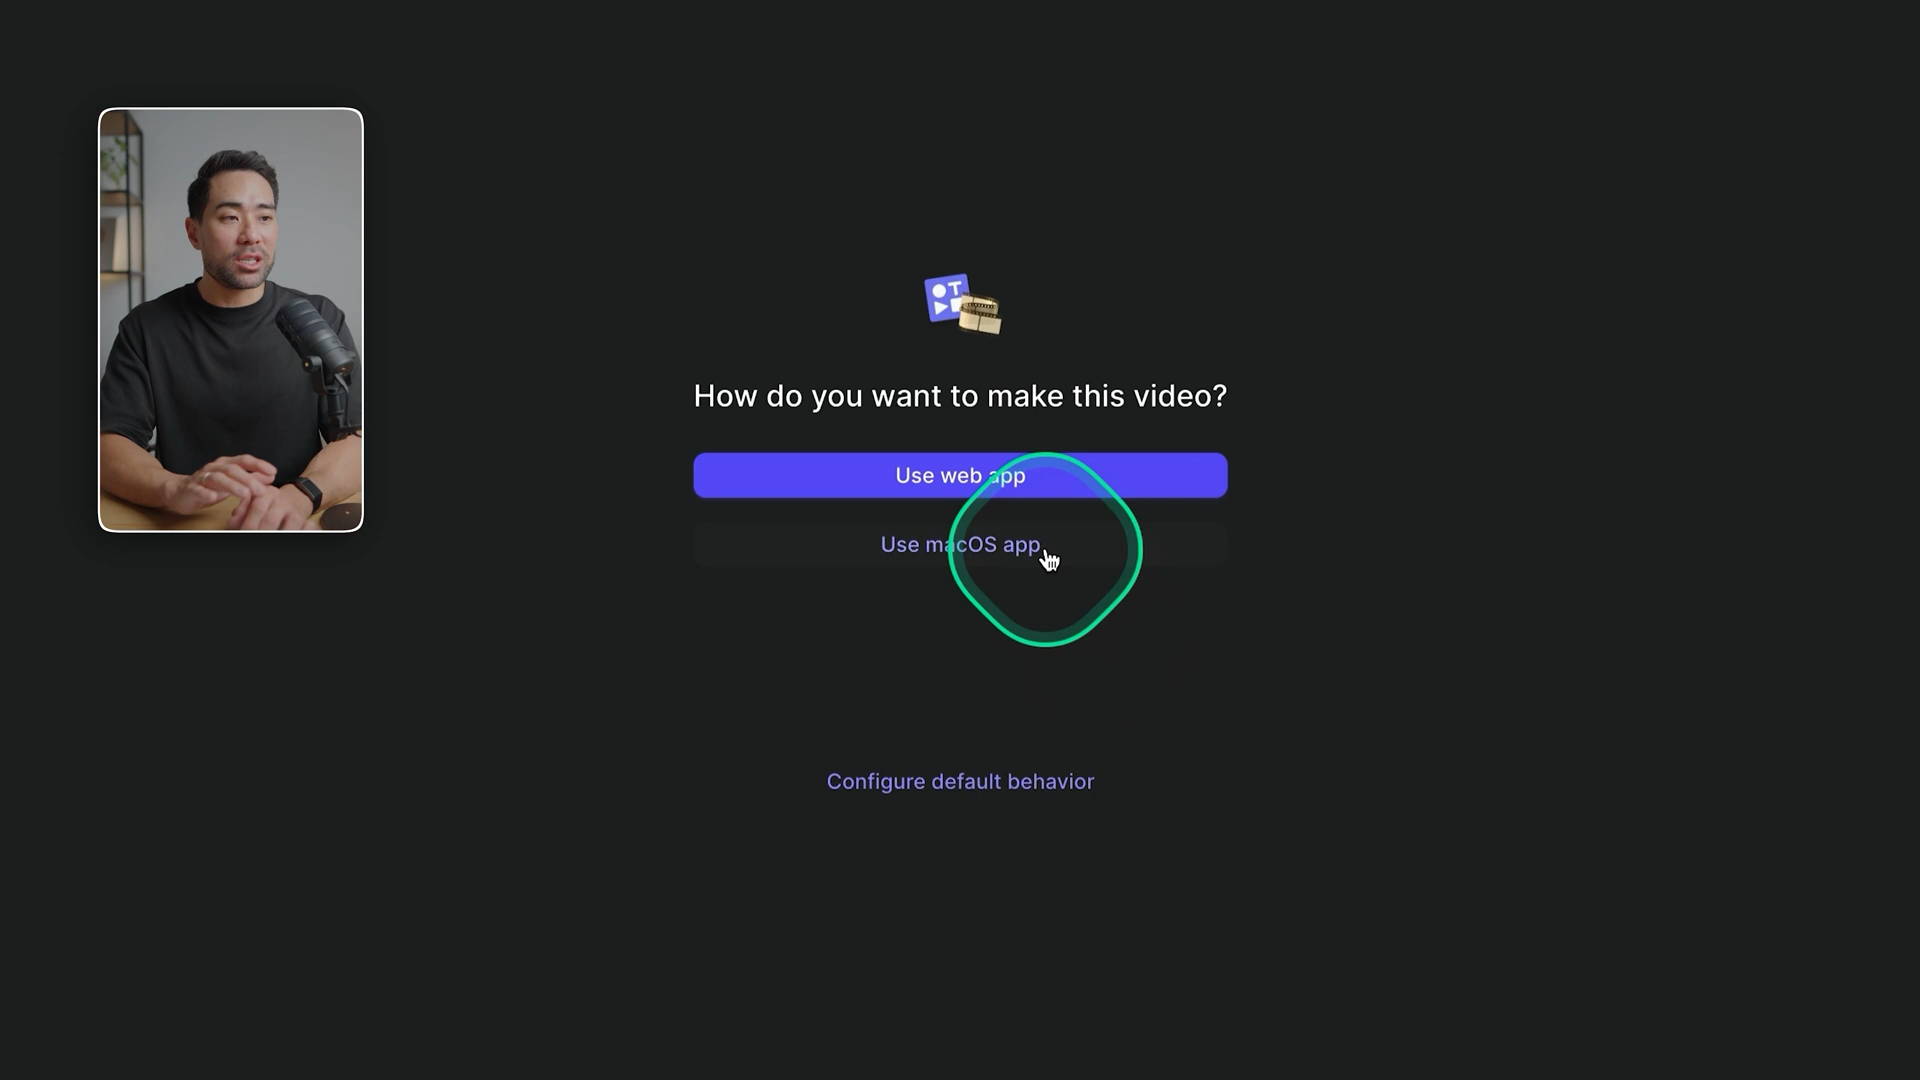 How do you want to make this video?
Use web app
Use macOS app
Configure default behavior